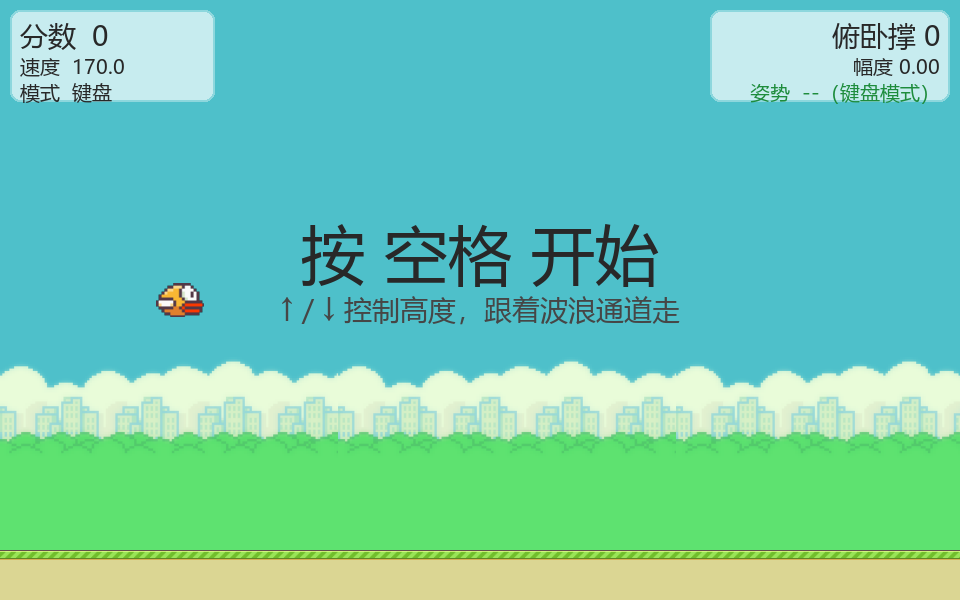 分数 0
速度 170.0
模式 键盘
俯卧撑 0
幅度 0.00
姿势 --（键盘模式）
按 空格 开始
↑/↓控制高度，跟着波浪通道走